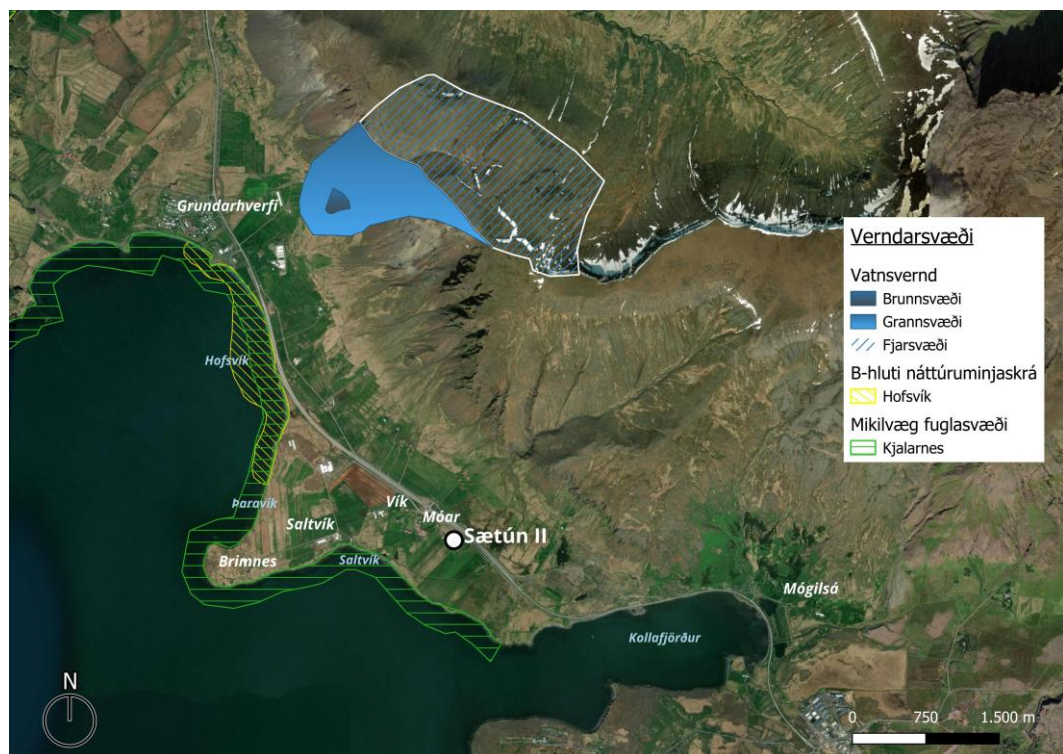 Grundarhverfi
Hofsvík
Þaravík
Saltvík
Brimnes
Saltvík
Vík
Móar
Sætún II
Mógilsá
Kollafjörður
Verndarsvæði
Vatnsvernd
Brunnsvæði
Grannsvæði
Fjarsvæði
B-hluti náttúruminjaskrá
Hofsvík
Mikilvæg fuglasvæði
Kjalarnes
N
0 750 1.500 m